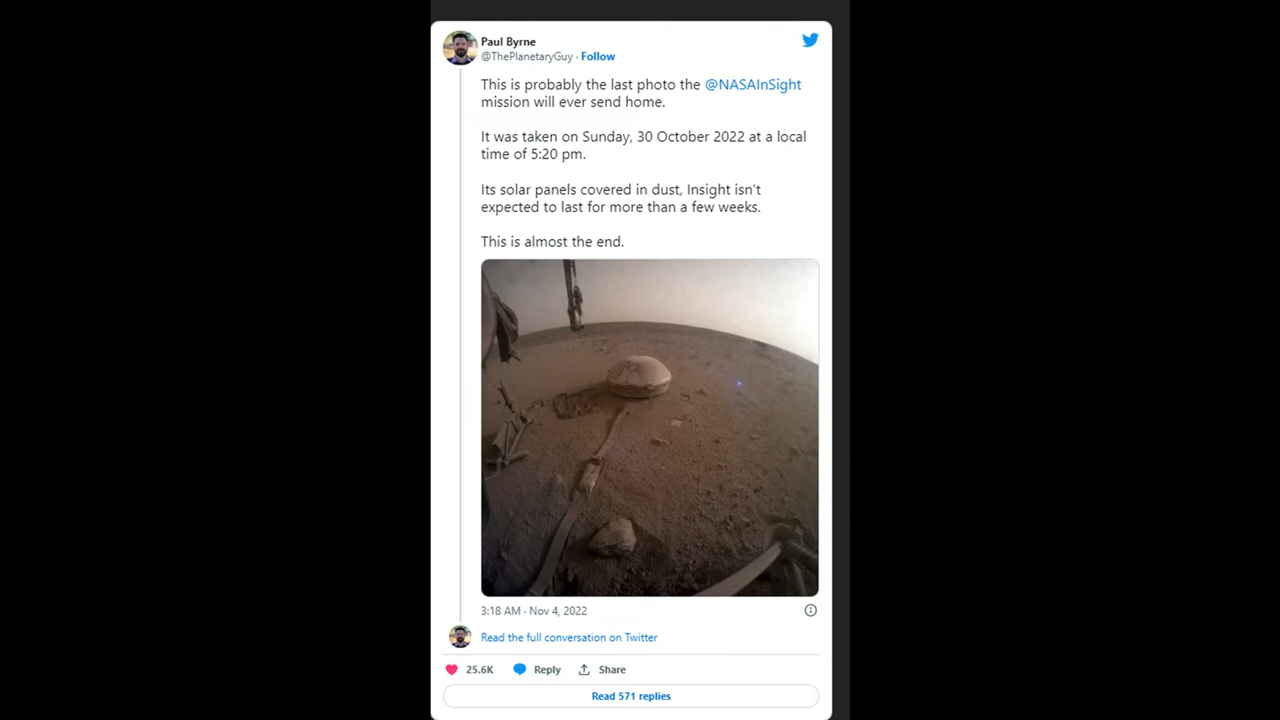 Paul Byrne
@ThePlanetaryGuy · Follow
This is probably the last photo the @NASAInSight
mission will ever send home.
It was taken on Sunday, 30 October 2022 at a local
time of 5:20 pm.
Its solar panels covered in dust, Insight isn't
expected to last for more than a few weeks.
This is almost the end.
3:18 AM · Nov 4, 2022
Read the full conversation on Twitter
25.6K Reply Share
Read 571 replies